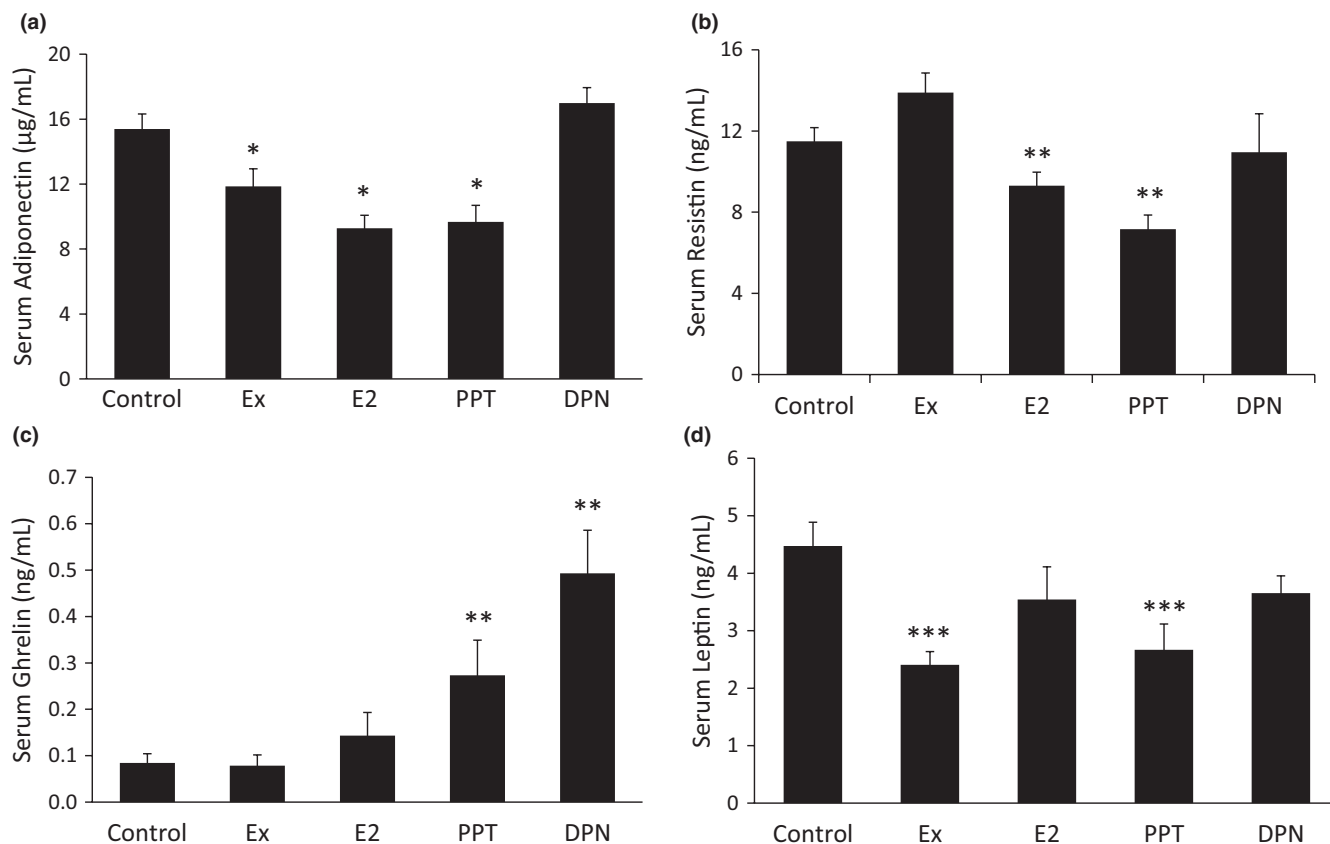 (a)
Serum Adiponectin (µg/mL)
20
16
12
8
4
0
*
*
*
Control Ex E2 PPT DPN
(b)
Serum Resistin (ng/mL)
16
12
8
4
0
**
**
Control Ex E2 PPT DPN
(c)
Serum Ghrelin (ng/mL)
0.7
0.6
0.5
0.4
0.3
0.2
0.1
0.0
**
**
Control Ex E2 PPT DPN
(d)
Serum Leptin (ng/mL)
6
5
4
3
2
1
0
***
***
Control Ex E2 PPT DPN